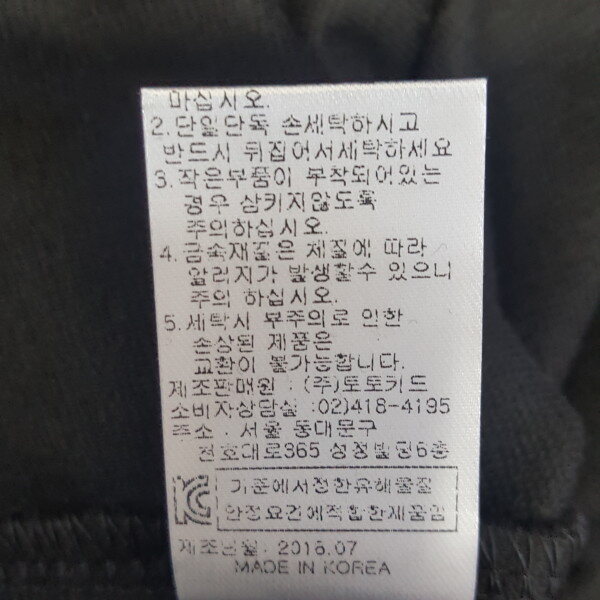 마십시오.
2.단일단독 손세탁하시고
반드시 뒤집어서세탁하세요
3.작은부품이 부착되어있는
경우 삼키지않도록
주의하십시오.
4.금속재질은 체질에 따라
알러지가 발생할수 있으니
주의 하십시오.
5.세탁시 부주의로 인한
손상된 제품은
교환이 불가능합니다.
제조판매원 : (주)토토키드
소비자상담실 :02)418-4195
주소 : 서울 동대문구
천호대로365 성정빌딩6층
기준에서정한유해물질
안정요건에적합한제품임
제조년월: 2016.07
MADE IN KOREA